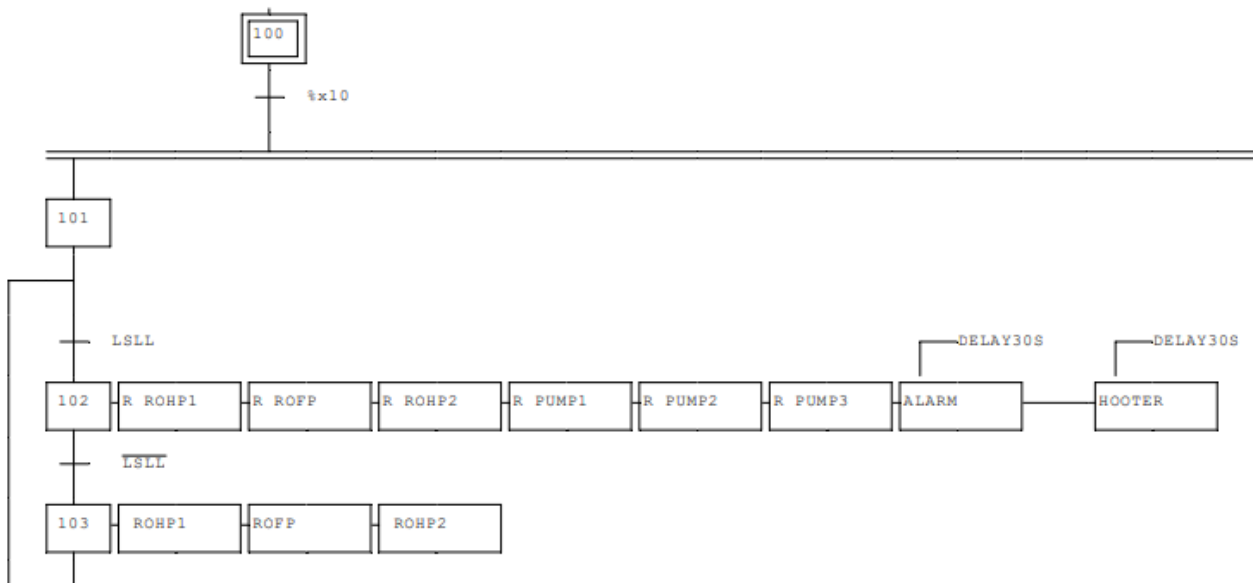 100
%x10
101
LSLL DELAY30S DELAY30S
102 R ROHP1 R ROFP R ROHP2 R PUMP1 R PUMP2 R PUMP3 ALARM HOOTER
L̅S̅L̅L̅
103 ROHP1 ROFP ROHP2